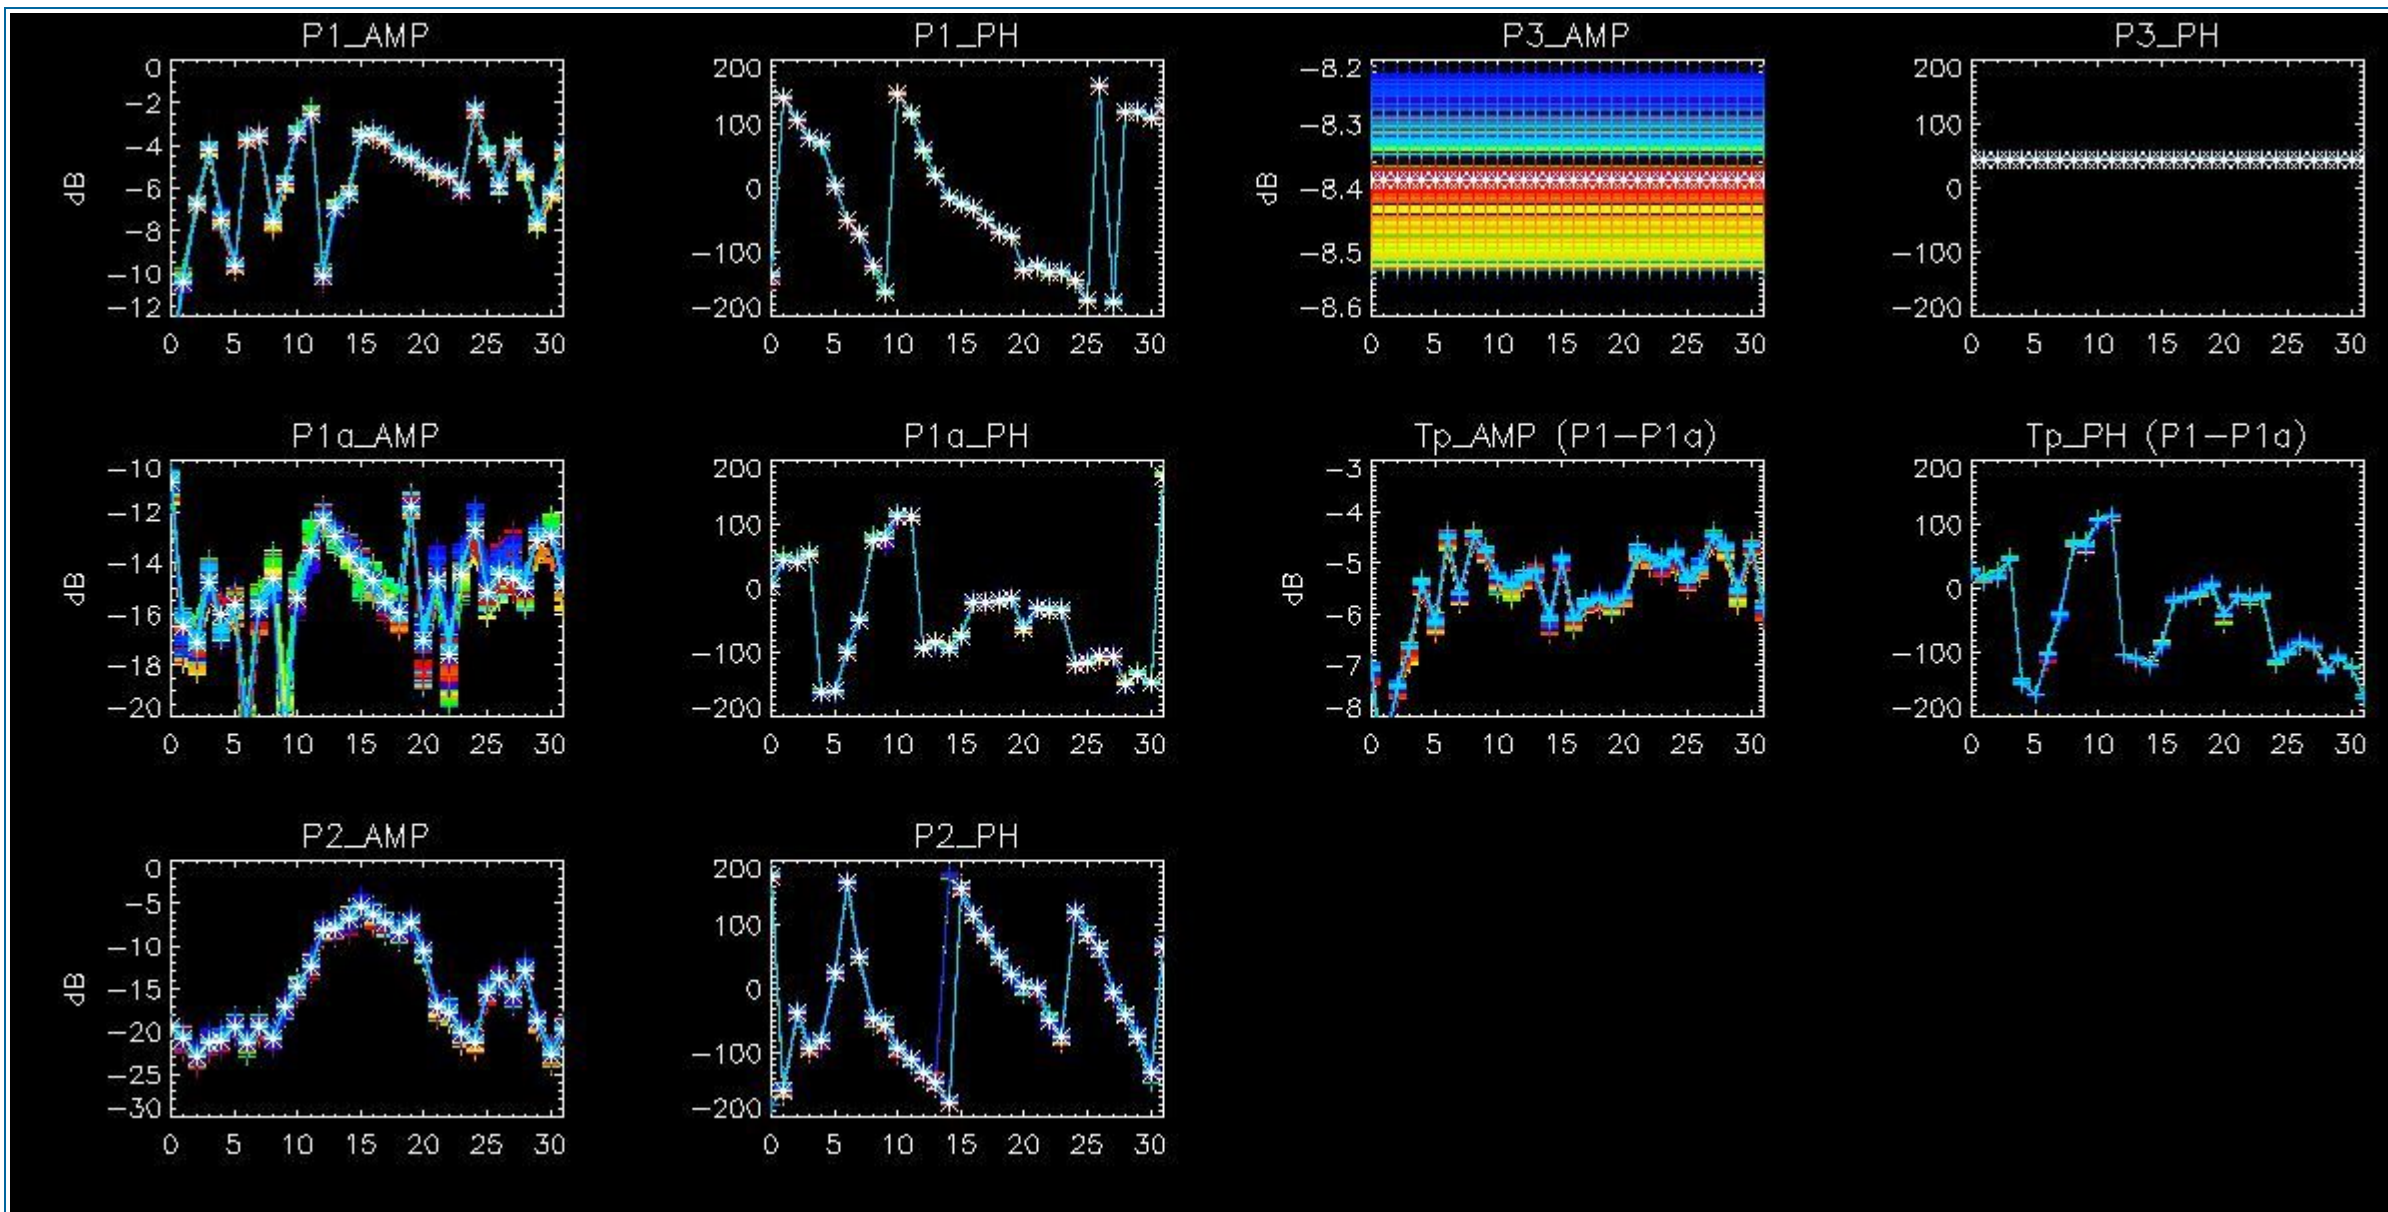 P1_AMP P1_PH P3_AMP P3_PH
0 200 -8.2 200
-2 100 -8.3 100
-4 0 -8.4 0
-6 -100 -8.5 -100
-8 -200 -8.6 -200
-10
-12
dB dB
0 5 10 15 20 25 30 0 5 10 15 20 25 30 0 5 10 15 20 25 30 0 5 10 15 20 25 30
P1a_AMP P1a_PH Tp_AMP (P1-P1a) Tp_PH (P1-P1a)
-10 200 -3 200
-12 100 -4 100
-14 0 -5 0
-16 -100 -6 -100
-18 -200 -7 -200
-20 -8
dB dB
0 5 10 15 20 25 30 0 5 10 15 20 25 30 0 5 10 15 20 25 30 0 5 10 15 20 25 30
P2_AMP P2_PH
0 200
-5 100
-10 0
-15 -100
-20 -200
-25
-30
dB
0 5 10 15 20 25 30 0 5 10 15 20 25 30